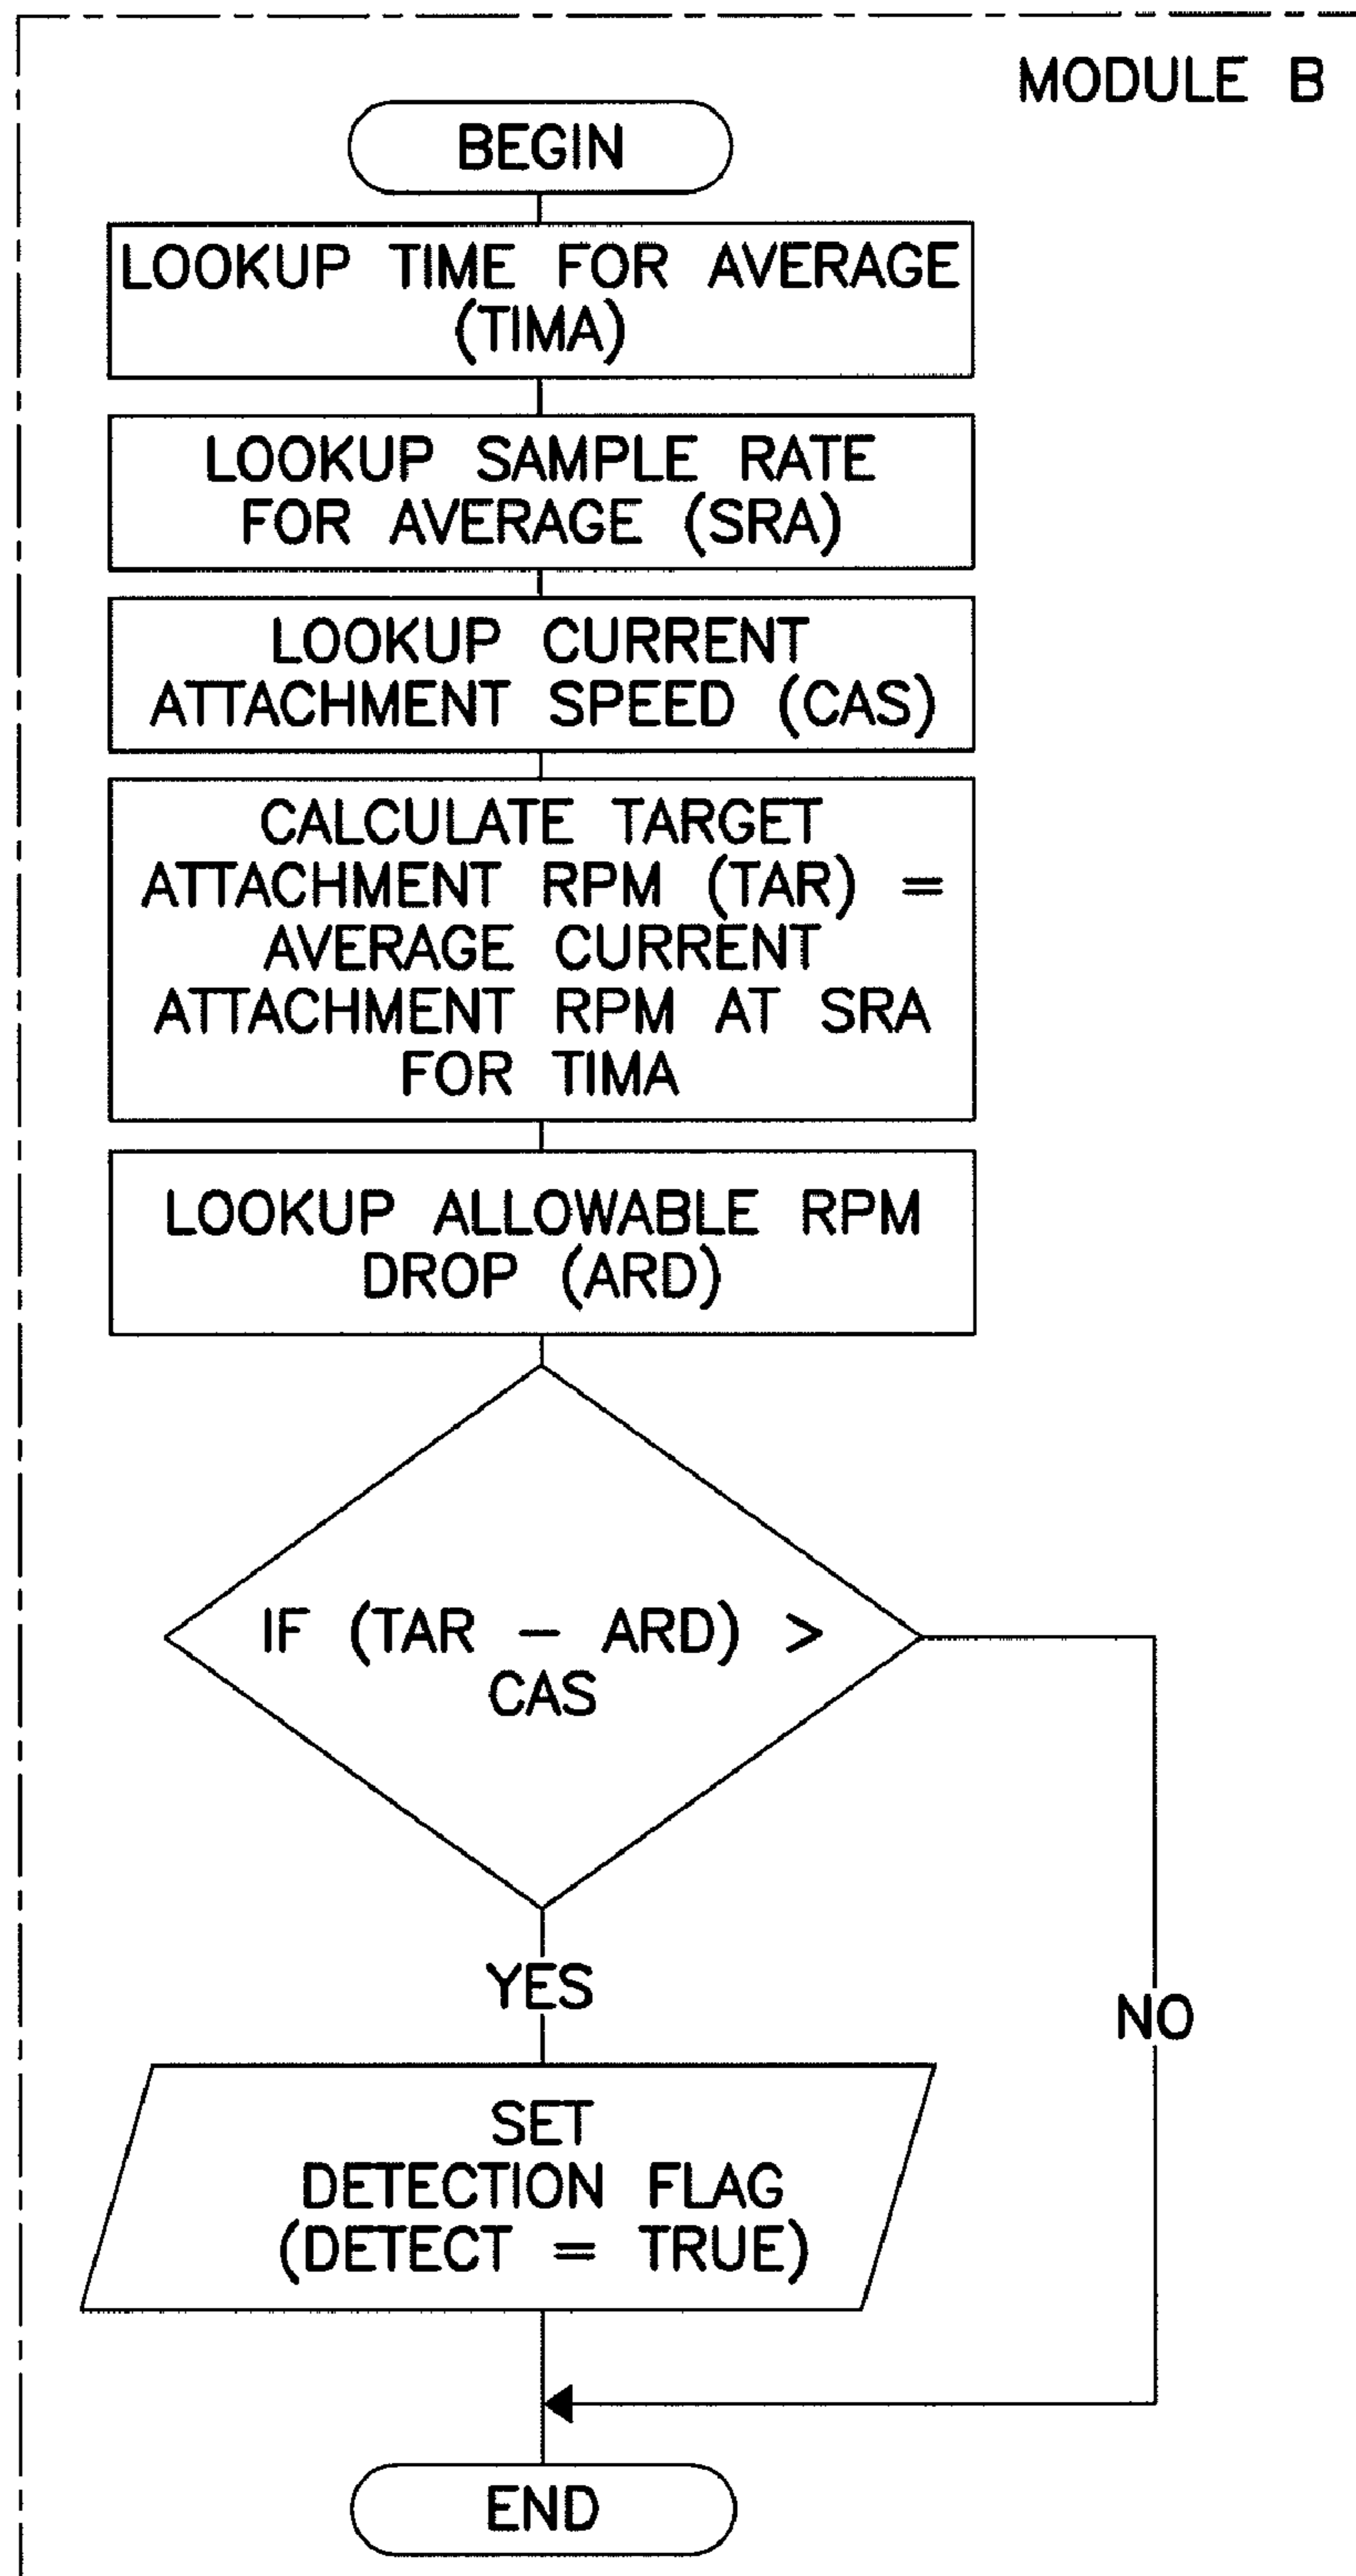 MODULE B
BEGIN
LOOKUP TIME FOR AVERAGE
(TIMA)
LOOKUP SAMPLE RATE
FOR AVERAGE (SRA)
LOOKUP CURRENT
ATTACHMENT SPEED (CAS)
CALCULATE TARGET
ATTACHMENT RPM (TAR) =
AVERAGE CURRENT
ATTACHMENT RPM AT SRA
FOR TIMA
LOOKUP ALLOWABLE RPM
DROP (ARD)
IF (TAR - ARD) >
CAS
YES
NO
SET
DETECTION FLAG
(DETECT = TRUE)
END